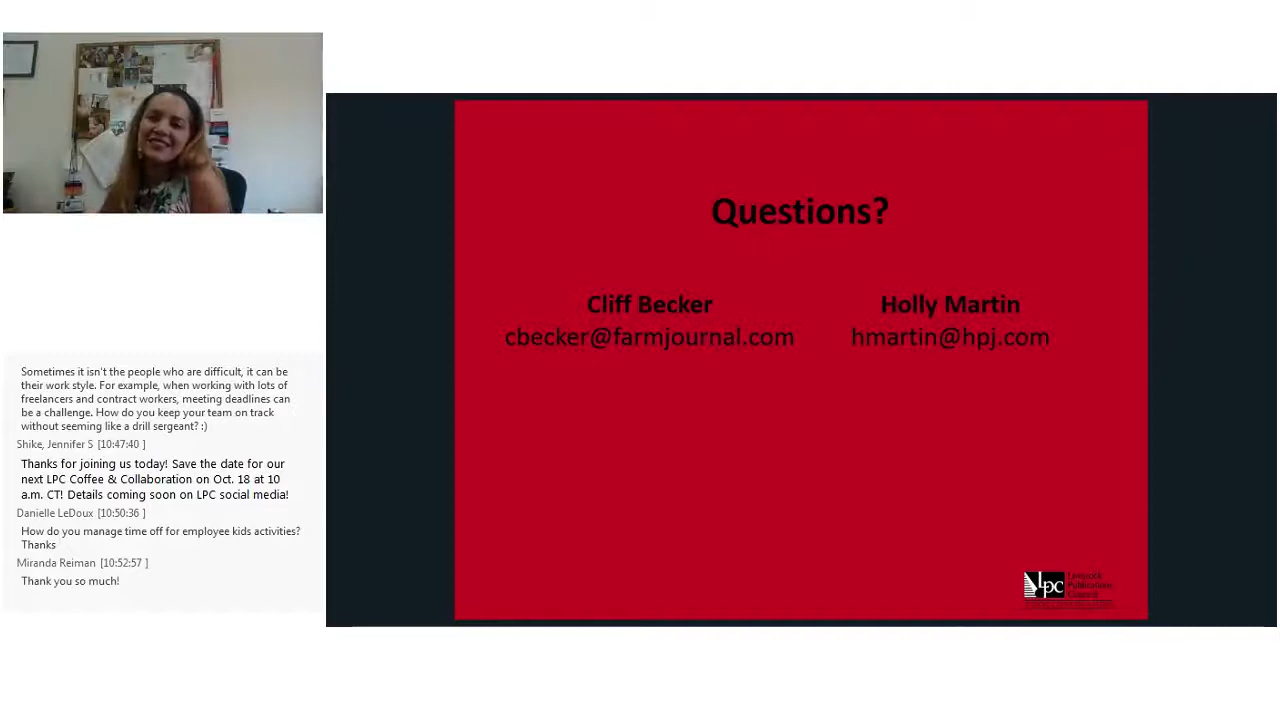 Sometimes it isn't the people who are difficult, it can be
their work style. For example, when working with lots of
freelancers and contract workers, meeting deadlines can
be a challenge. How do you keep your team on track
without seeming like a drill sergeant? :)
Shike, Jennifer S [10:47:40 ]
Thanks for joining us today! Save the date for our
next LPC Coffee & Collaboration on Oct. 18 at 10
a.m. CT! Details coming soon on LPC social media!
Danielle LeDoux [10:50:36 ]
How do you manage time off for employee kids activities?
Thanks
Miranda Reiman [10:52:57 ]
Thank you so much!
Questions?
Cliff Becker
cbecker@farmjournal.com
Holly Martin
hmartin@hpj.com
lpc
Livestock
Publications
Council